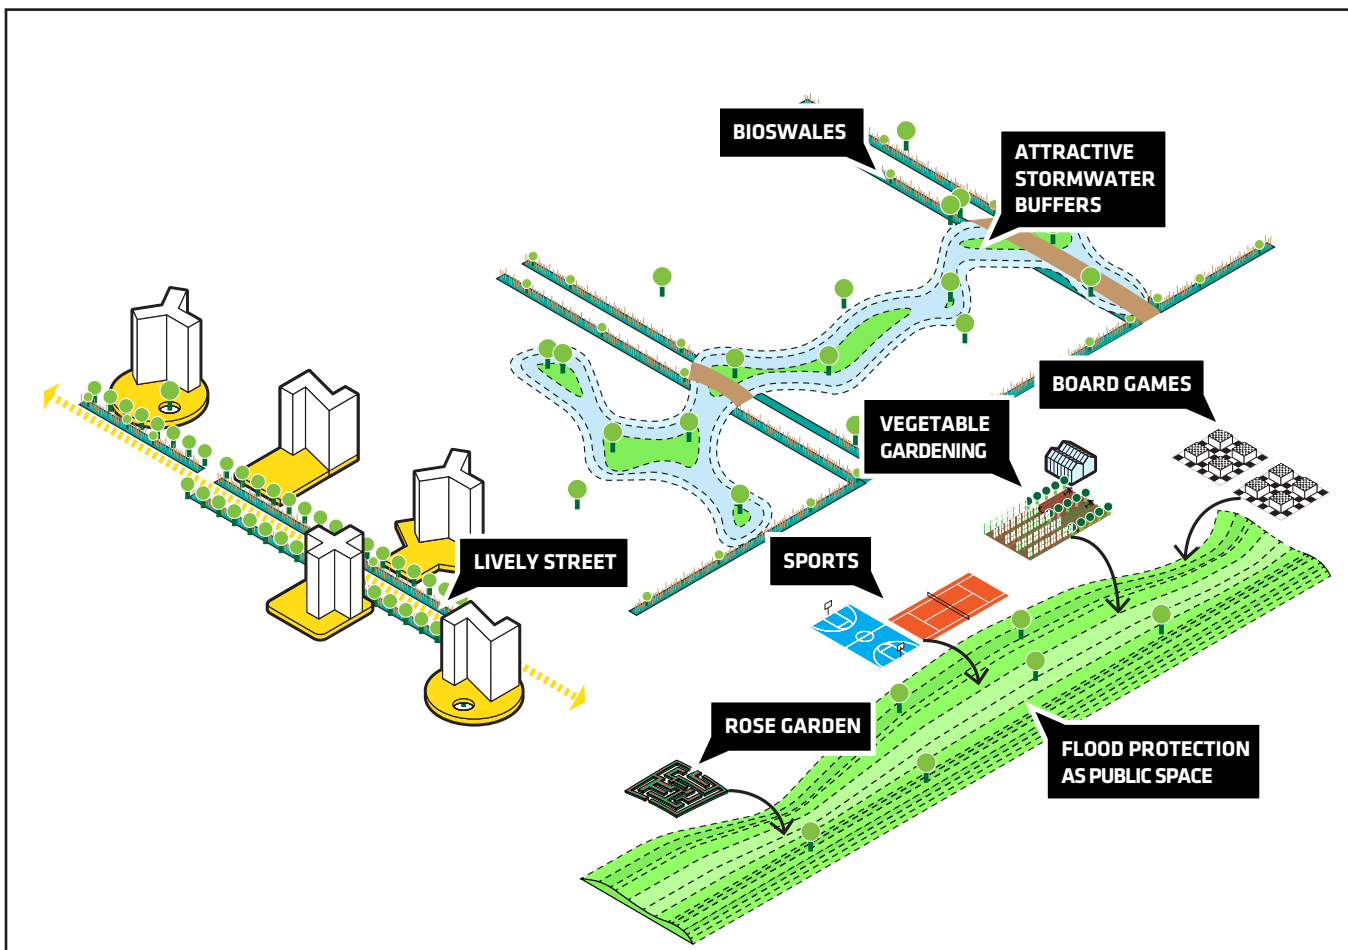 BIOSWALES
ATTRACTIVE
STORMWATER
BUFFERS
BOARD GAMES
VEGETABLE
GARDENING
LIVELY STREET
SPORTS
ROSE GARDEN
FLOOD PROTECTION
AS PUBLIC SPACE